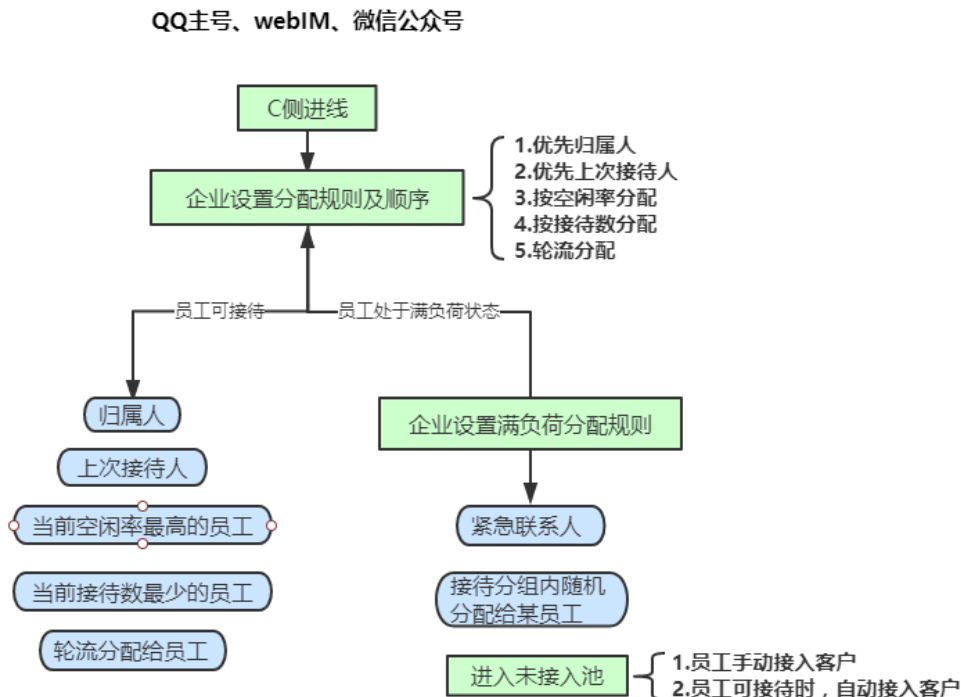 QQ主号、webIM、微信公众号
C侧进线
企业设置分配规则及顺序
1.优先归属人
2.优先上次接待人
3.按空闲率分配
4.按接待数分配
5.轮流分配
员工可接待
员工处于满负荷状态
归属人
上次接待人
当前空闲率最高的员工
当前接待数最少的员工
轮流分配给员工
企业设置满负荷分配规则
紧急联系人
接待分组内随机
分配给某员工
进入未接入池
1.员工手动接入客户
2.员工可接待时，自动接入客户